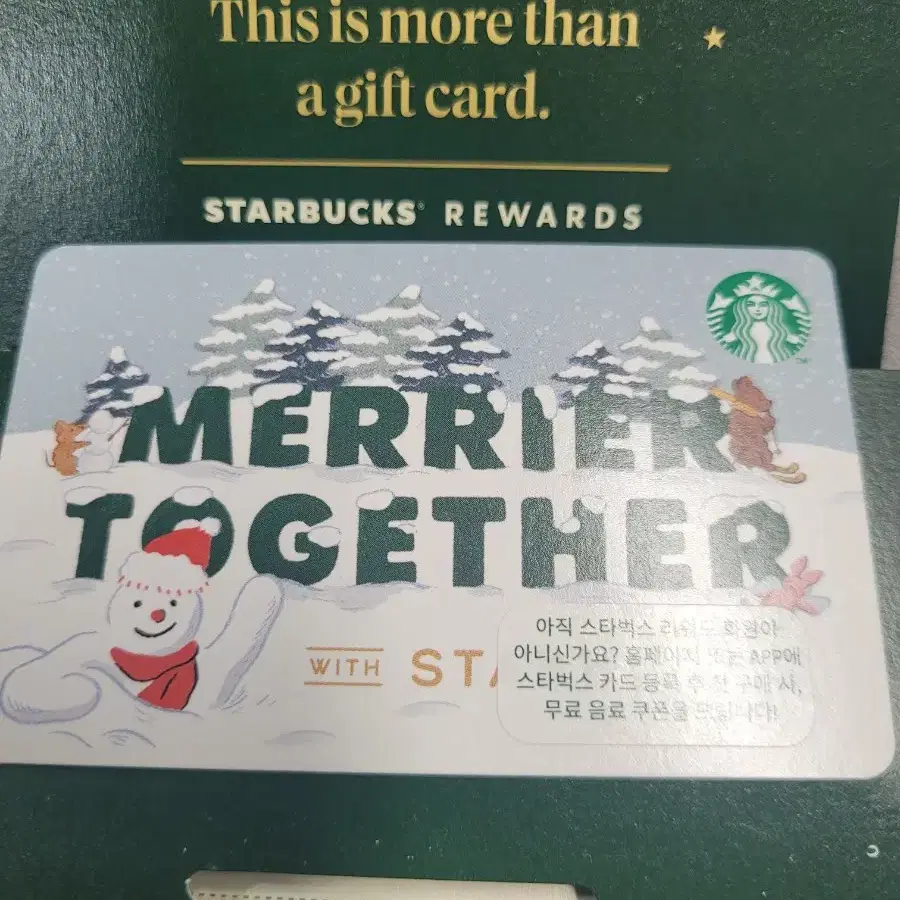 This is more than
a gift card.
STARBUCKS® REWARDS
MERRIER
TOGETHER
WITH STA
아직 스타벅스 리워드 회원이
아니신가요? 홈페이지 또는 APP에
스타벅스 카드 등록 후 첫 구매 시,
무료 음료 쿠폰을 드립니다!